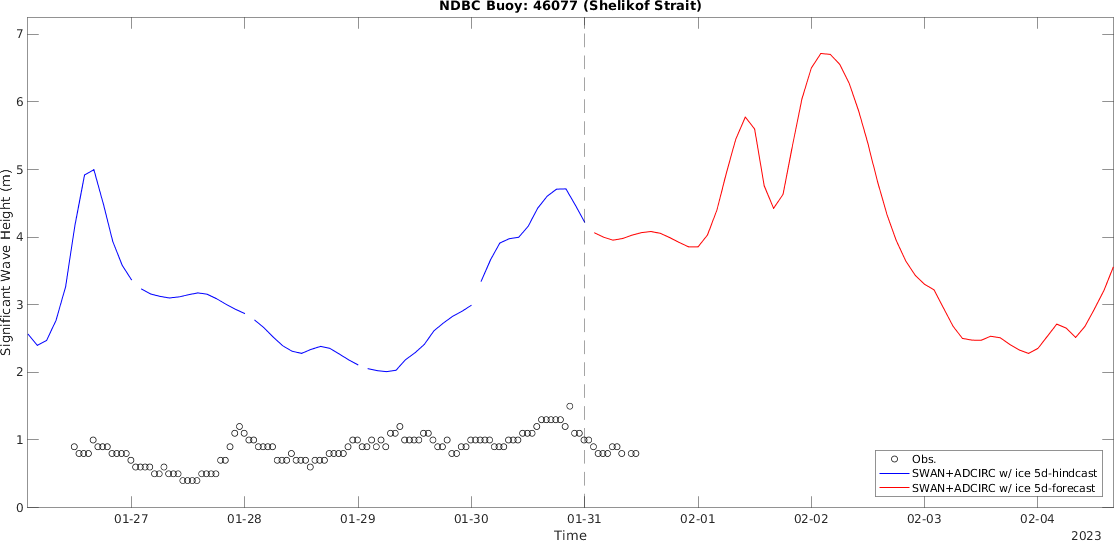 NDBC Buoy: 46077 (Shelikof Strait)
Significant Wave Height (m)
7
6
5
4
3
2
1
0
Obs.
SWAN+ADCIRC w/ ice 5d-hindcast
SWAN+ADCIRC w/ ice 5d-forecast
01-27 01-28 01-29 01-30 01-31 02-01 02-02 02-03 02-04
Time
2023